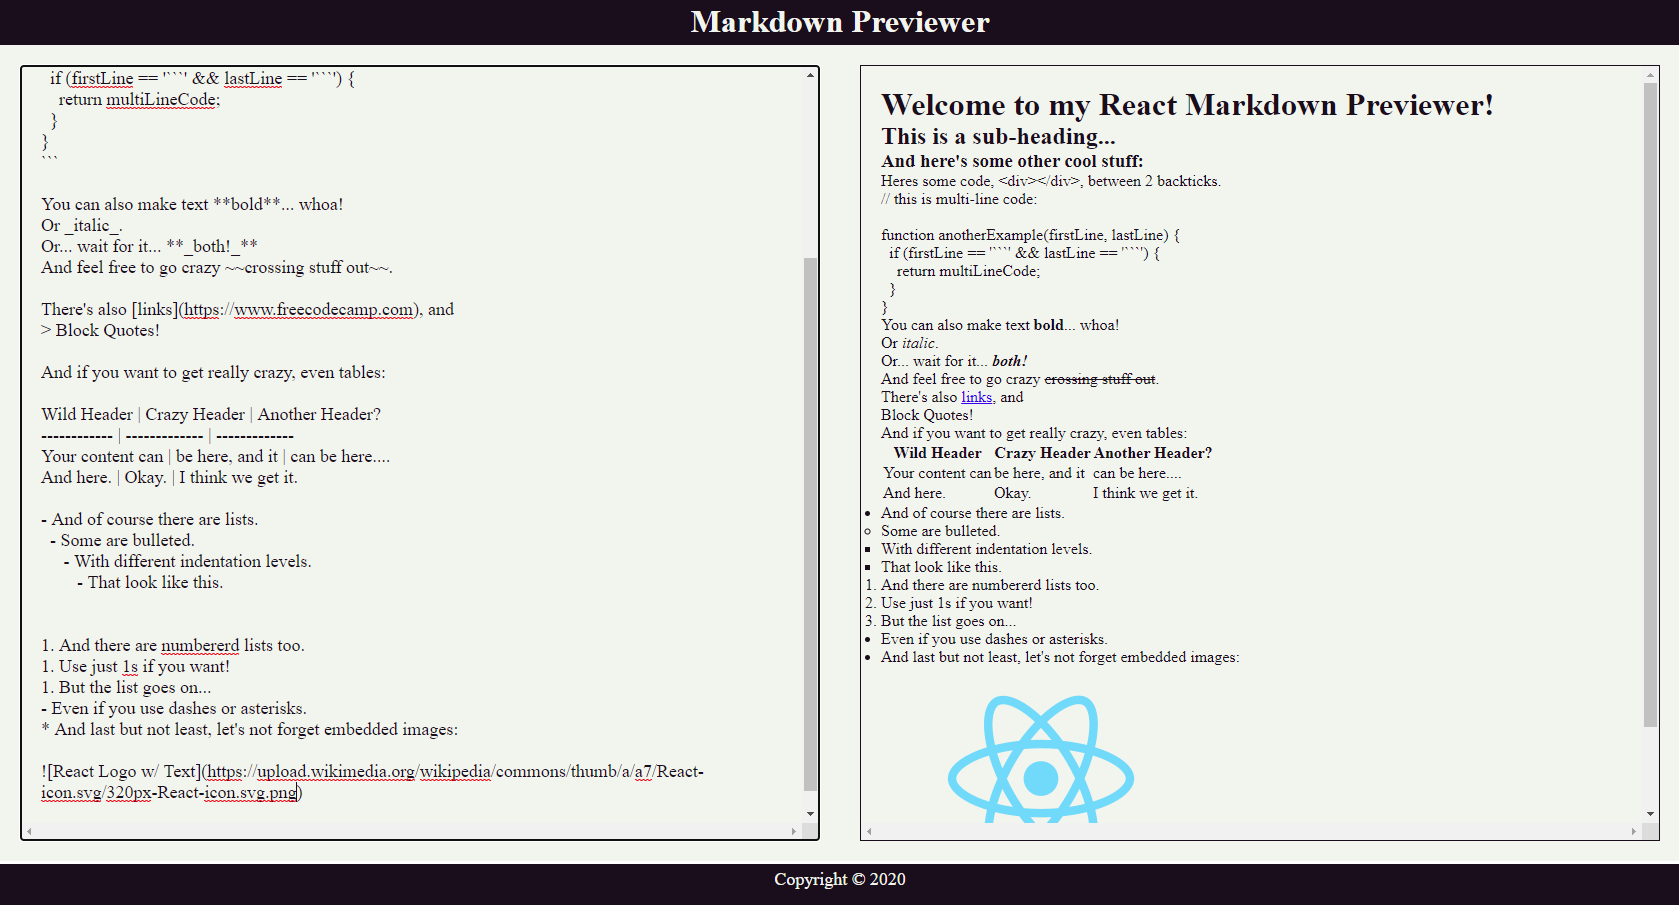 Markdown Previewer
if (firstLine == '```' && lastLine == '```') {
return multiLineCode;
}
}
```
You can also make text **bold**... whoa!
Or _italic_.
Or... wait for it... **_both!_**
And feel free to go crazy ~~crossing stuff out~~.
There's also [links](https://www.freecodecamp.com), and
> Block Quotes!
And if you want to get really crazy, even tables:
Wild Header | Crazy Header | Another Header?
------------ | ------------- | -------------
Your content can | be here, and it | can be here....
And here. | Okay. | I think we get it.
- And of course there are lists.
- Some are bulleted.
- With different indentation levels.
- That look like this.
1. And there are numbererd lists too.
1. Use just 1s if you want!
1. But the list goes on...
- Even if you use dashes or asterisks.
* And last but not least, let's not forget embedded images:
![React Logo w/ Text](https://upload.wikimedia.org/wikipedia/commons/thumb/a/a7/React-
icon.svg/320px-React-icon.svg.png)
Welcome to my React Markdown Previewer!
This is a sub-heading...
And here's some other cool stuff:
Heres some code, <div></div>, between 2 backticks.
// this is multi-line code:
function anotherExample(firstLine, lastLine) {
if (firstLine == '```' && lastLine == '```') {
return multiLineCode;
}
}
You can also make text bold... whoa!
Or italic.
Or... wait for it... both!
And feel free to go crazy crossing stuff out.
There's also links, and
Block Quotes!
And if you want to get really crazy, even tables:
Wild Header Crazy Header Another Header?
Your content can be here, and it can be here....
And here. Okay. I think we get it.
• And of course there are lists.
◦ Some are bulleted.
▪ With different indentation levels.
▪ That look like this.
1. And there are numbererd lists too.
2. Use just 1s if you want!
3. But the list goes on...
• Even if you use dashes or asterisks.
• And last but not least, let's not forget embedded images:
Copyright © 2020